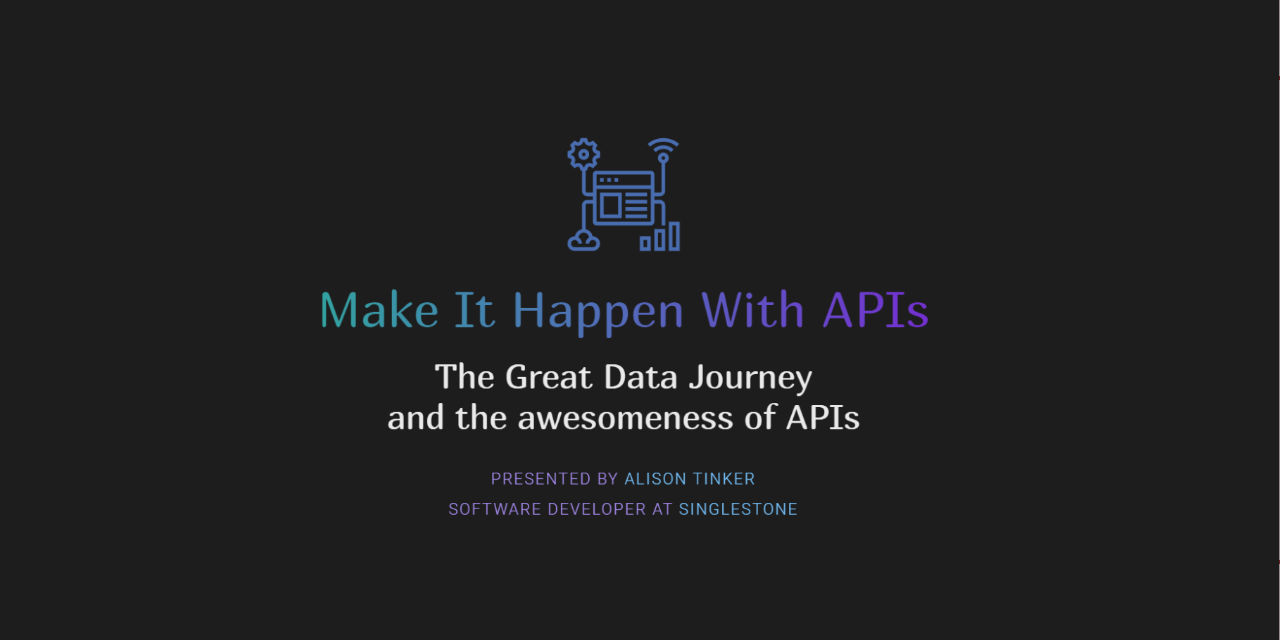 Make It Happen With APIs
The Great Data Journey
and the awesomeness of APIs
PRESENTED BY ALISON TINKER
SOFTWARE DEVELOPER AT SINGLESTONE